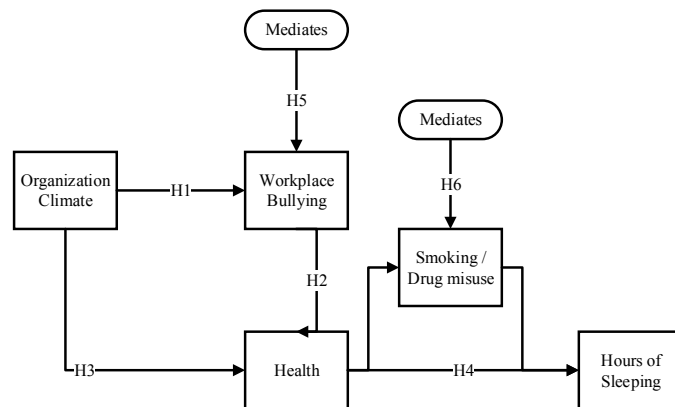 Mediates
H5
Mediates
Organization
Climate
H1
Workplace
Bullying
H6
Smoking /
Drug misuse
H2
H3
Health
H4
Hours of
Sleeping